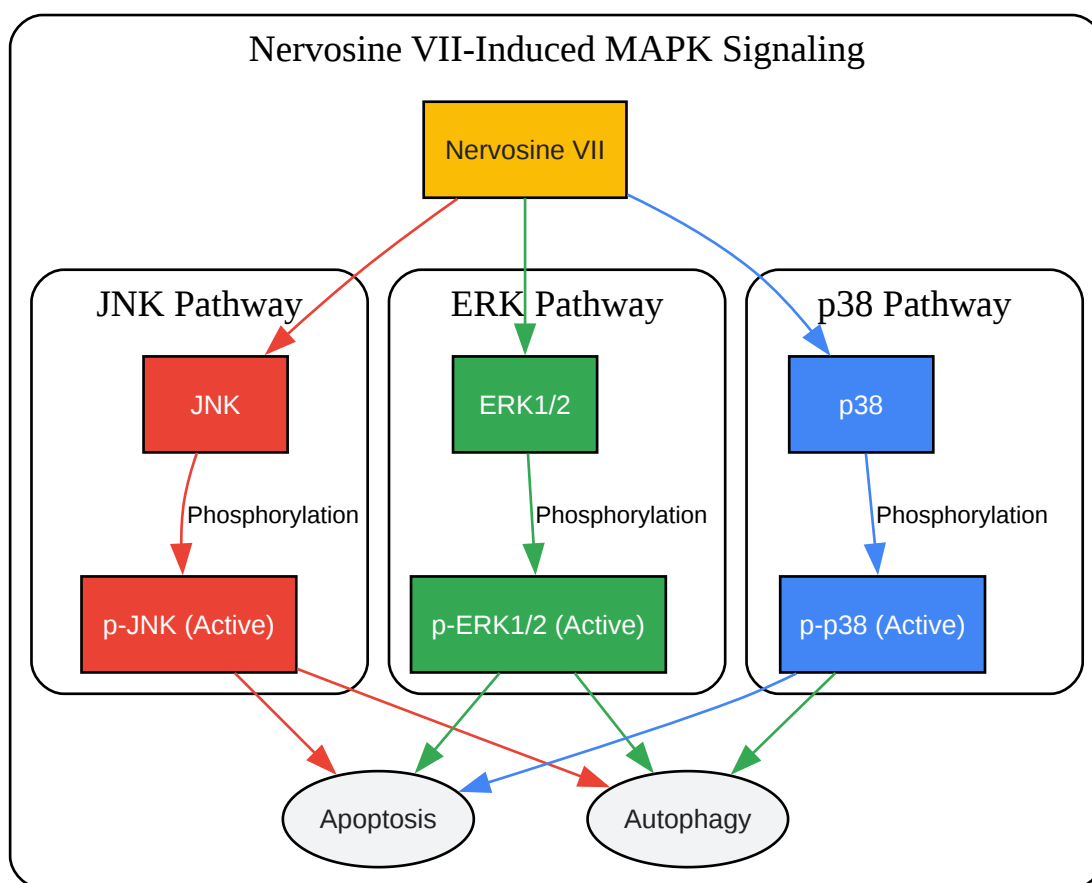 Nervosine VII-Induced MAPK Signaling
Nervosine VII
JNK Pathway
ERK Pathway
p38 Pathway
JNK
ERK1/2
p38
Phosphorylation
Phosphorylation
Phosphorylation
p-JNK (Active)
p-ERK1/2 (Active)
p-p38 (Active)
Apoptosis
Autophagy